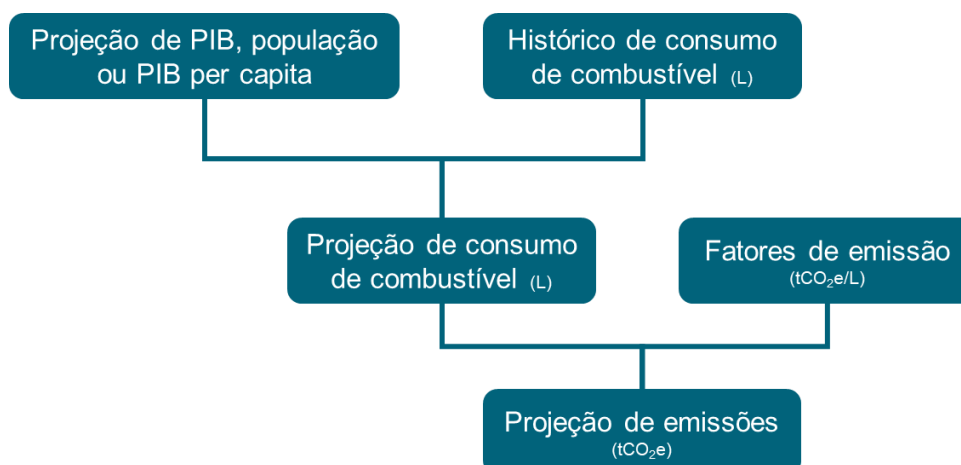 Projeção de PIB, população
ou PIB per capita
Histórico de consumo
de combustível (L)
Projeção de consumo
de combustível (L)
Fatores de emissão
(tCO₂e/L)
Projeção de emissões
(tCO₂e)